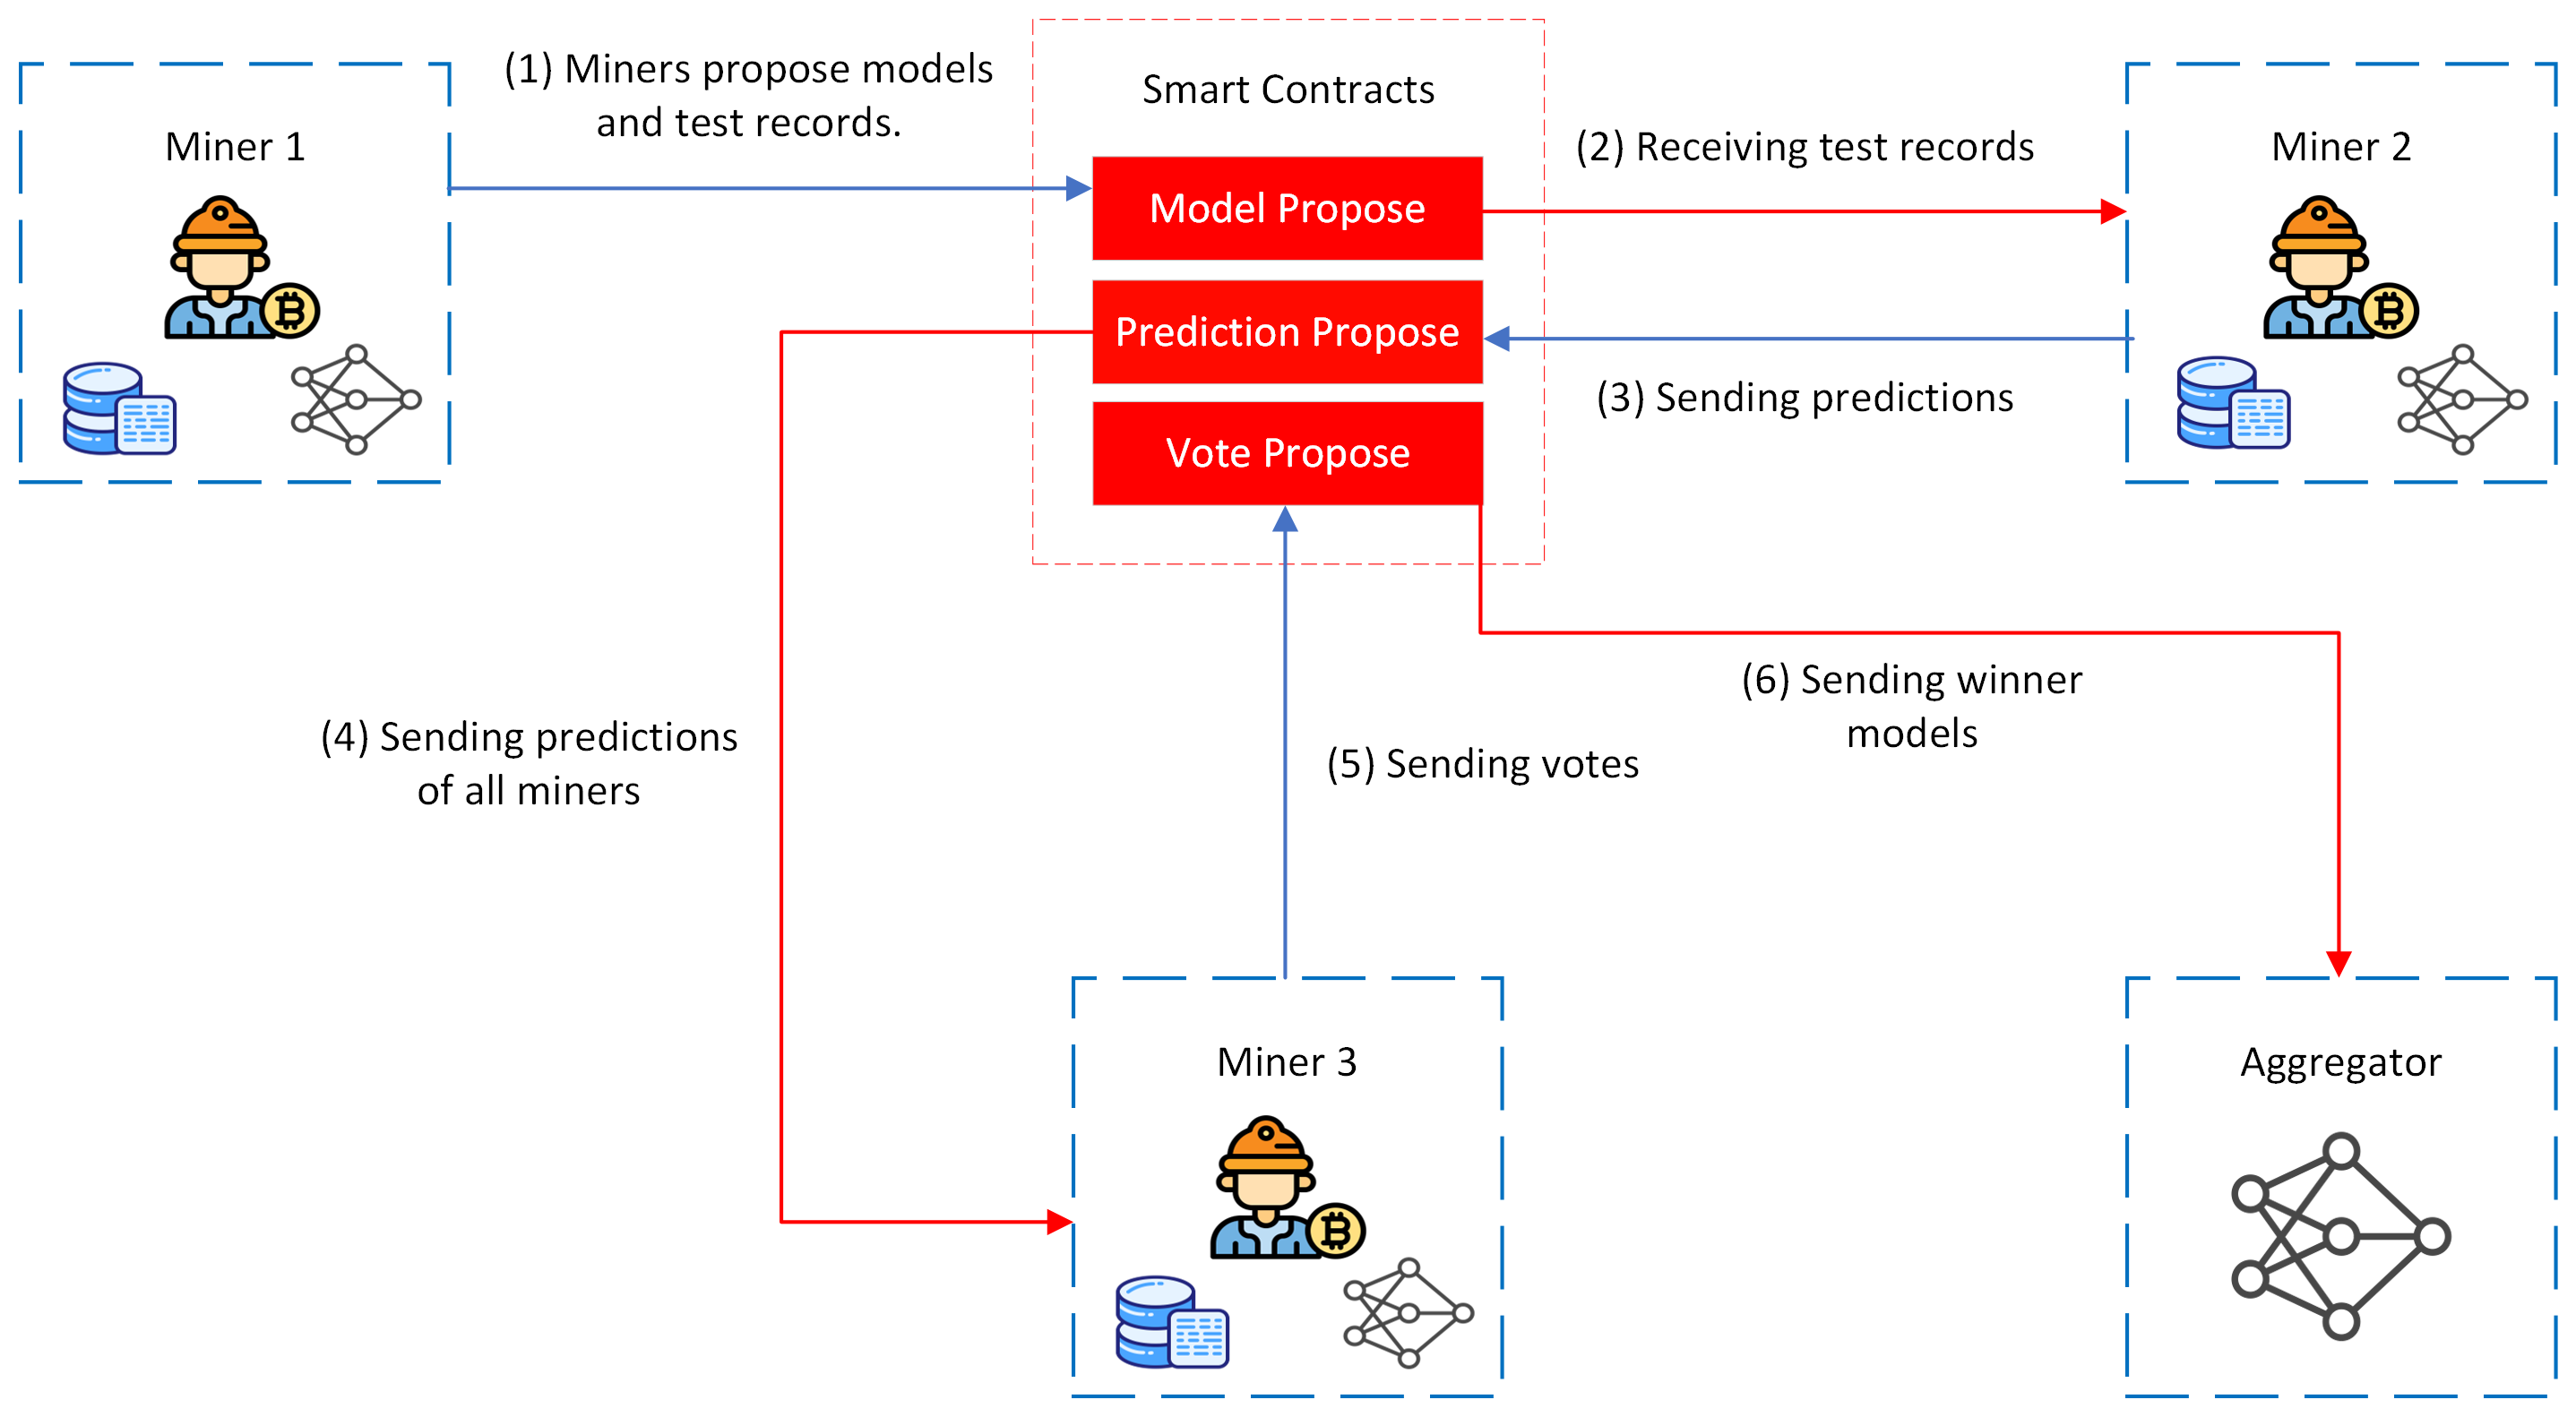 (1) Miners propose models
and test records.
Smart Contracts
Miner 1
Model Propose
(2) Receiving test records
Miner 2
Prediction Propose
(3) Sending predictions
Vote Propose
(4) Sending predictions
of all miners
(5) Sending votes
(6) Sending winner
models
Miner 3
Aggregator